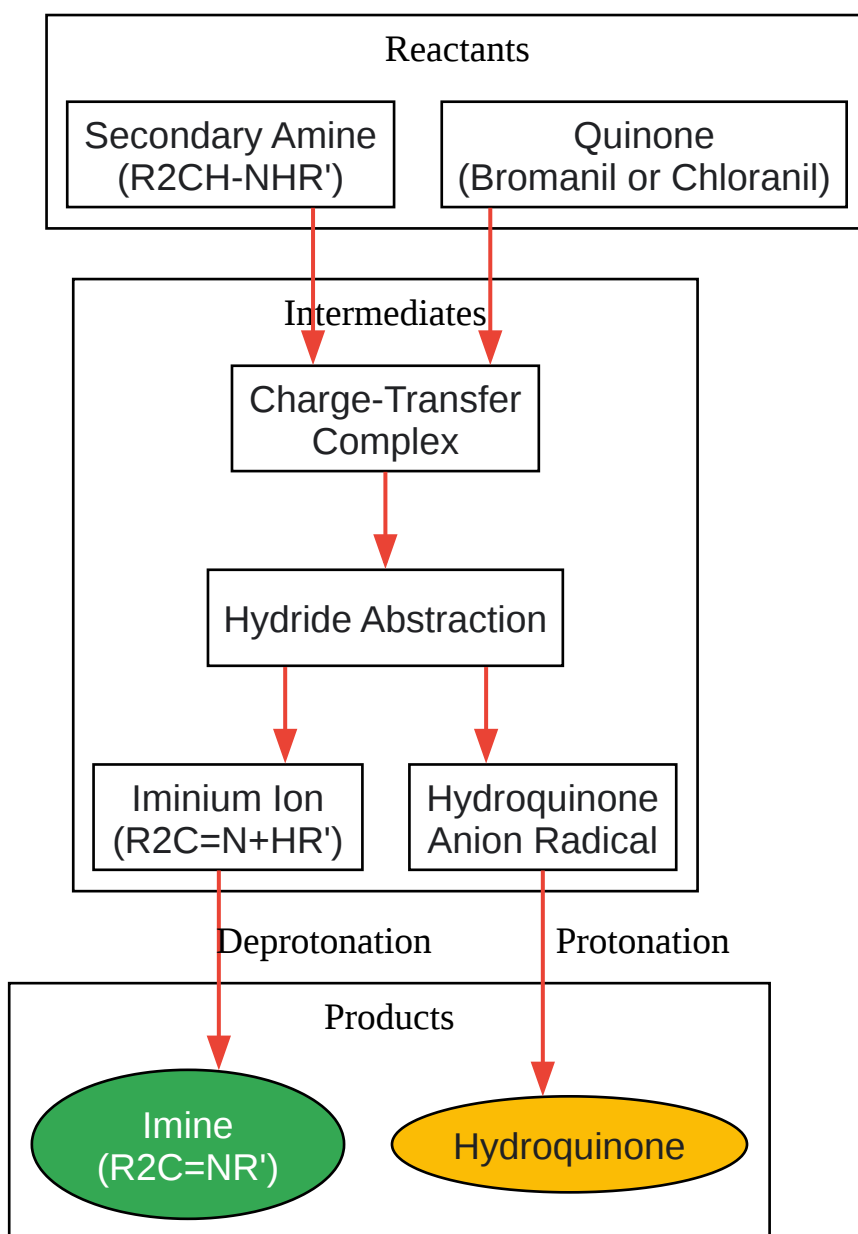 Reactants
Secondary Amine
(R2CH-NHR')
Quinone
(Bromanil or Chloranil)
Intermediates
Charge-Transfer
Complex
Hydride Abstraction
Iminium Ion
(R2C=N+HR')
Hydroquinone
Anion Radical
Deprotonation
Protonation
Products
Imine
(R2C=NR')
Hydroquinone